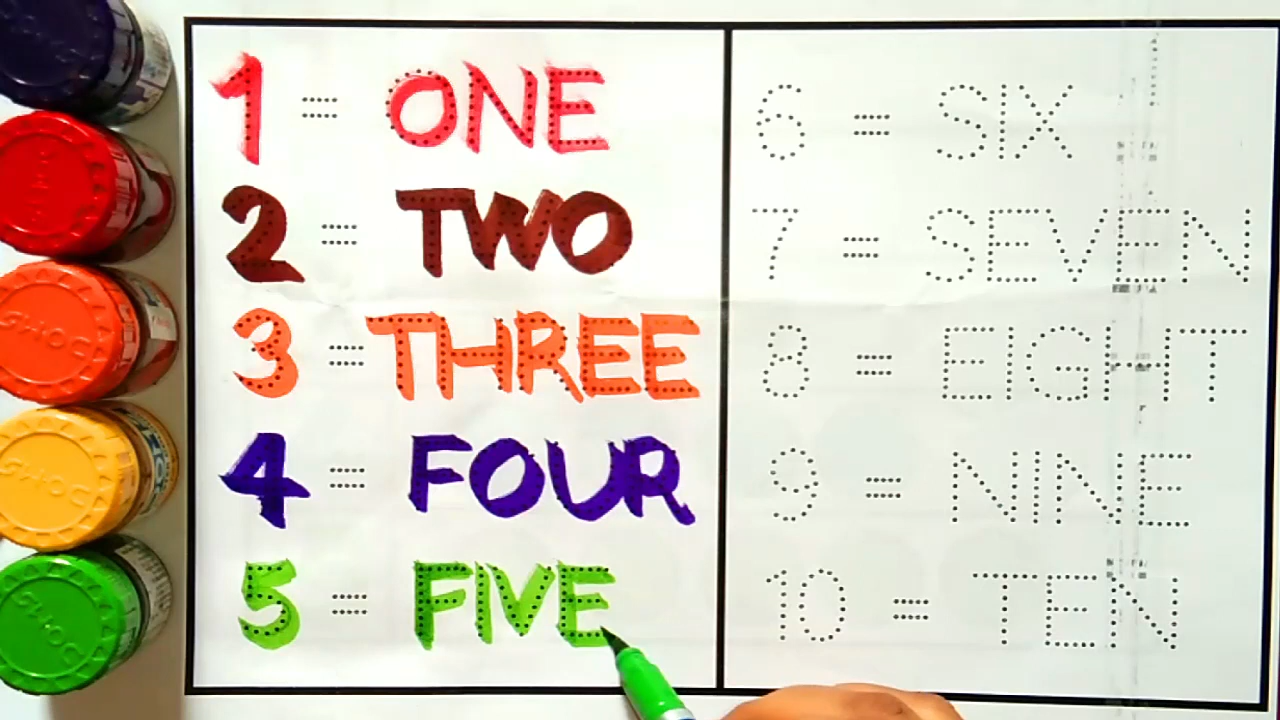 1 = ONE
2 = TWO
3 = THREE
4 = FOUR
5 = FIVE
6 = SIX
7 = SEVEN
8 = EIGHT
9 = NINE
10 = TEN